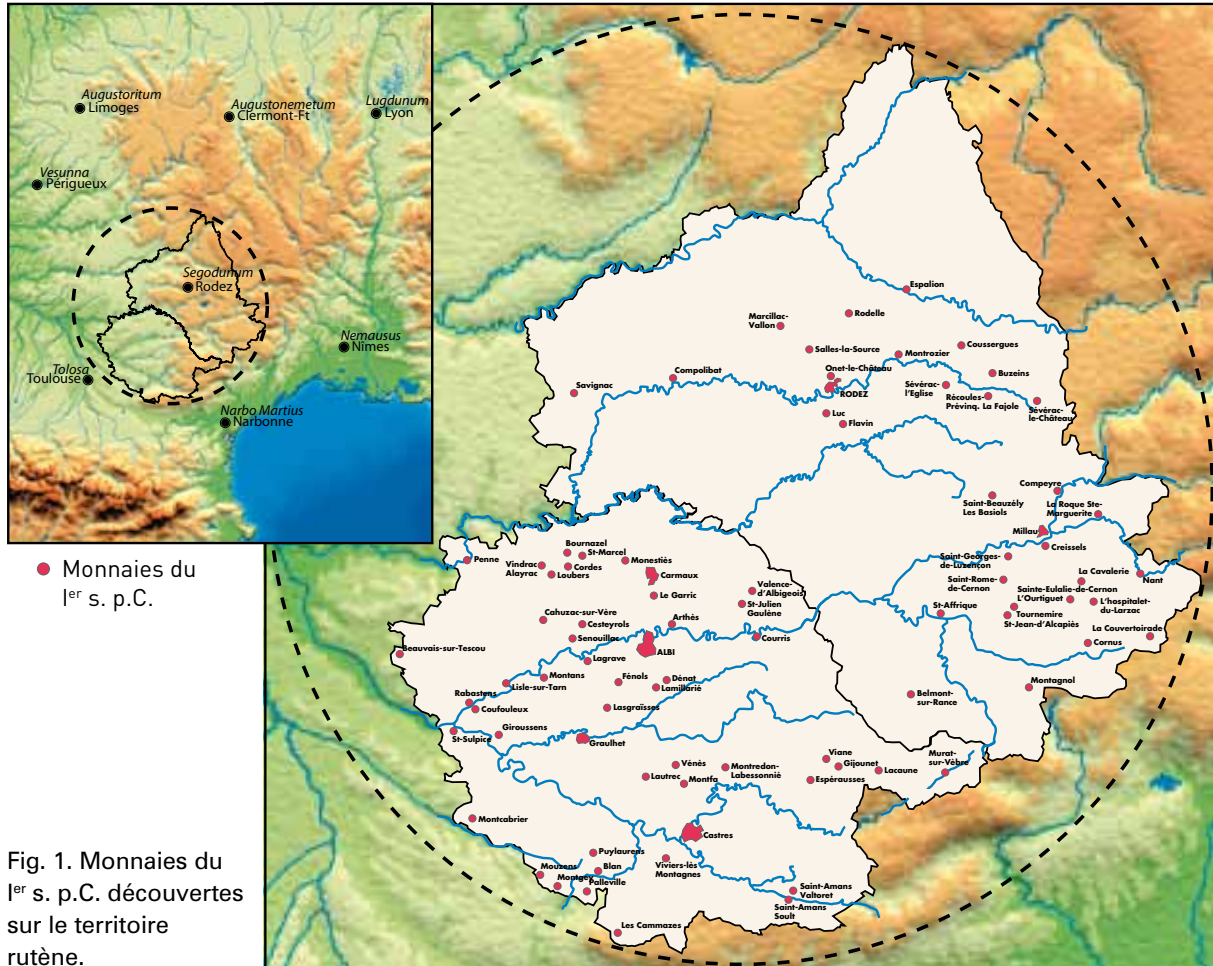 Augustoritum
Limoges
Augustonemetum
Clermont-Ft
Lugdunum
Lyon
Vesunna
Périgueux
Segodunum
Rodez
Nemausus
Nîmes
Tolosa
Toulouse
Narbo Martius
Narbonne
Monnaies du
Ier s. p.C.
Fig. 1. Monnaies du
Ier s. p.C. découvertes
sur le territoire
rutène.
Espalion
Rodelle
Marcillac-
Vallon
Salles-la-Source
Montrozier
Coussergues
Onet-le-Château
Buzeins
Compolibat
Savignac
RODEZ
Sévérac-
l'Eglise
Récoules-
Prévinq. La Fajole
Sévérac-
le-Château
Luc
Flavin
Compeyre
Saint-Beauzély
Les Basiols
La Roque Ste-
Marguerite
Millau
Creissels
Saint-Georges-
de-Luzençon
La Cavalerie
Nant
Saint-Rome-
de-Cernon
Sainte-Eulalie-de-Cernon
L'Ourtiguet
L'hospitalet-
du-Larzac
St-Affrique
Tournemire
St-Jean-d'Alcapiès
La Couvertoirade
Cornus
Montagnol
Belmont-
sur-Rance
Penne
Bournazel
St-Marcel
Vindrac
Alayrac
Cordes
Loubers
Monestiés
Carmaux
Le Garric
Valence-
d'Albigeois
St-Julien
Gaulène
Cahuzac-sur-Vère
Cesteyrols
Arthès
Senouillac
Courris
Beauvais-sur-Tescou
ALBI
Lagrave
Montans
Fénols
Dénat
Lamillarié
Lisle-sur-Tarn
Rabastens
Coufouleux
Lasgraïsses
St-Sulpice
Giroussens
Graulhet
Vénès
Montredon-
Labessonnié
Lautrec
Montfa
Viane
Gijounet
Lacaune
Espérausses
Murat-
sur-Vèbre
Montcabrier
Castres
Puylaurens
Mouzens
Blan
Montgey
Palleville
Viviers-lès
Montagnes
Saint-Amans
Valtoret
Saint-Amans
Soult
Les Cammazes